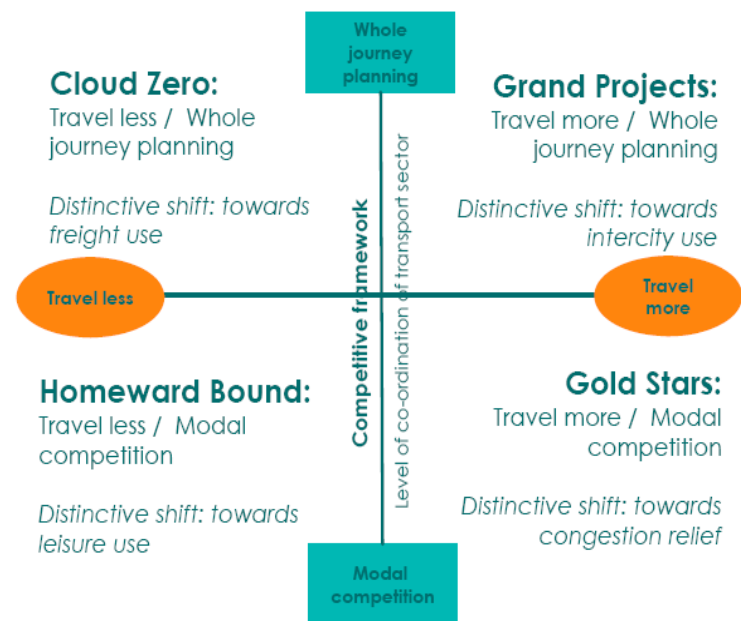 Whole
journey
planning
Cloud Zero:
Travel less / Whole
journey planning
Distinctive shift: towards
freight use
Grand Projects:
Travel more / Whole
journey planning
Distinctive shift: towards
intercity use
Competitive framework
Level of co-ordination of transport sector
Travel less
Travel
more
Homeward Bound:
Travel less / Modal
competition
Distinctive shift: towards
leisure use
Gold Stars:
Travel more / Modal
competition
Distinctive shift: towards
congestion relief
Modal
competition